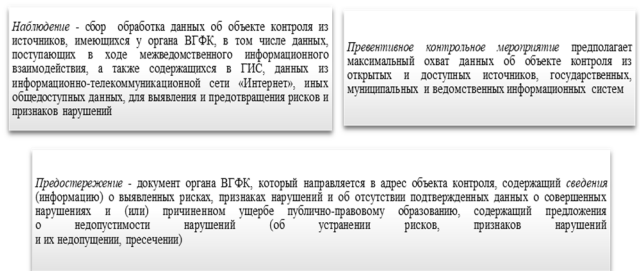 Наблюдение - сбор обработка данных об объекте контроля из
источников, имеющихся у органа ВГФК, в том числе данных,
поступающих в ходе межведомственного информационного
взаимодействия, а также содержащихся в ГИС, данных из
информационно-телекоммуникационной сети «Интернет», иных
общедоступных данных, для выявления и предотвращения рисков и
признаков нарушений
Превентивное контрольное мероприятие предполагает
максимальный охват данных об объекте контроля из
открытых и доступных источников, государственных,
муниципальных и ведомственных информационных систем
Предостережение - документ органа ВГФК, который направляется в адрес объекта контроля, содержащий сведения
(информацию) о выявленных рисках, признаках нарушений и об отсутствии подтвержденных данных о совершенных
нарушениях и (или) причиненном ущербе публично-правовому образованию, содержащий предложения
о недопустимости нарушений (об устранении рисков, признаков нарушений
и их недопущении, пресечении)